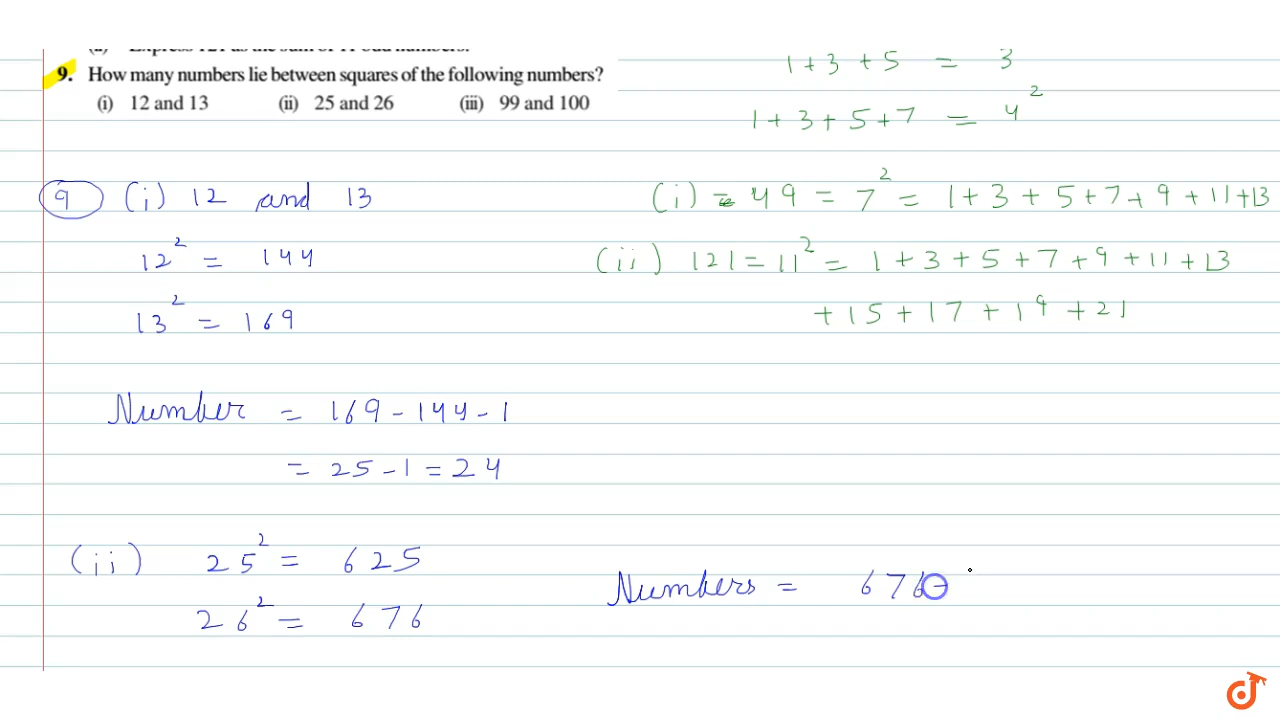 9. How many numbers lie between squares of the following numbers?
(i) 12 and 13 (ii) 25 and 26 (iii) 99 and 100
1 + 3 + 5 = 3
1 + 3 + 5 + 7 = 4²
9 (i) 12 and 13
12² = 144
13² = 169
Number = 169 - 144 - 1
= 25 - 1 = 24
(ii) 25² = 625
26² = 676
(i) = 49 = 7² = 1 + 3 + 5 + 7 + 9 + 11 + 13
(ii) 121 = 11² = 1 + 3 + 5 + 7 + 9 + 11 + 13
+ 15 + 17 + 19 + 21
Numbers = 676 -